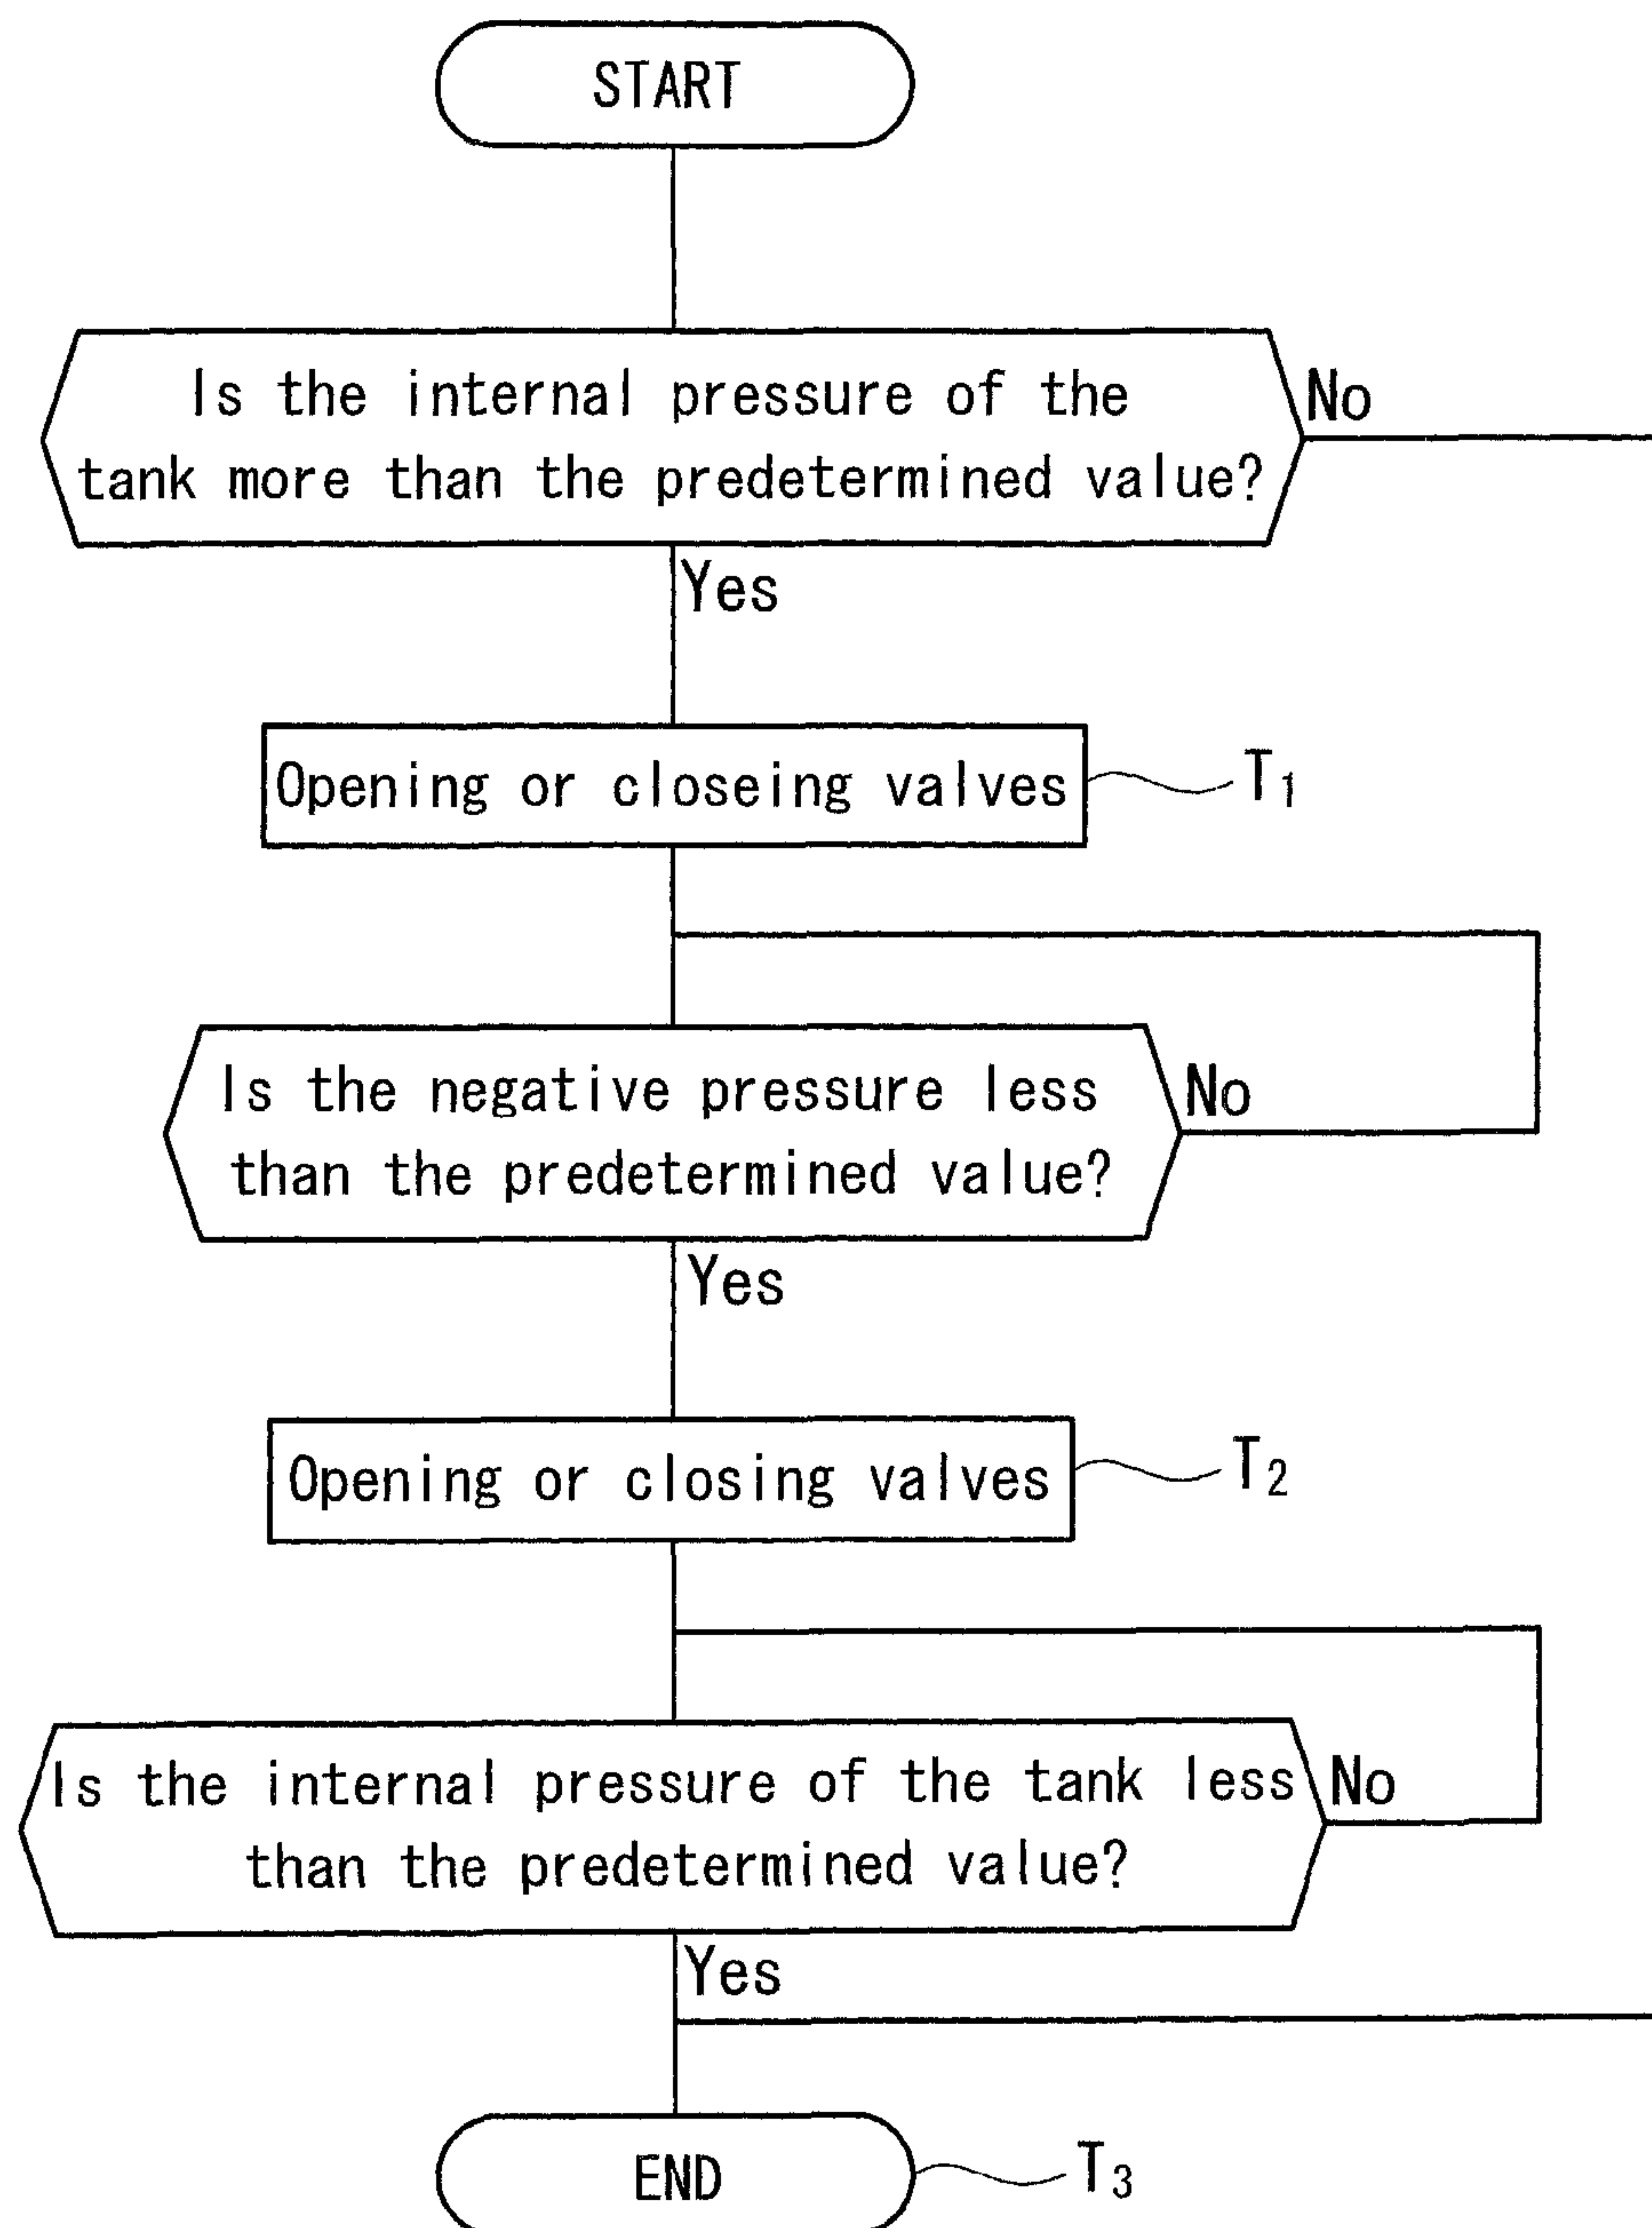 START
Is the internal pressure of the
tank more than the predetermined value?
No
Yes
Opening or closeing valves
T1
Is the negative pressure less
than the predetermined value?
No
Yes
Opening or closing valves
T2
Is the internal pressure of the tank less
than the predetermined value?
No
Yes
END
T3